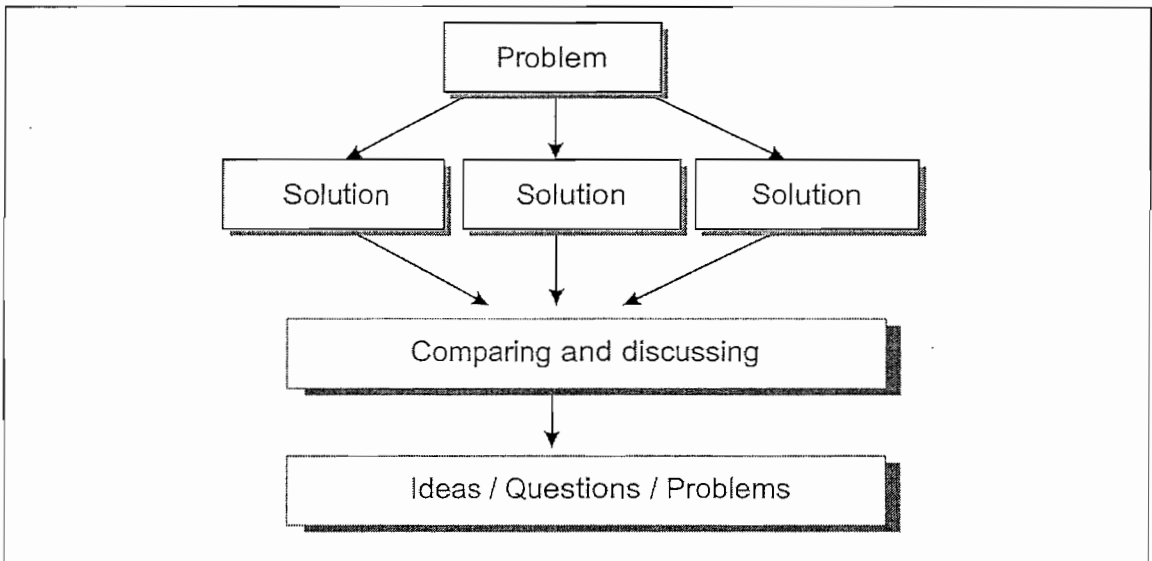 Problem
Solution
Solution
Solution
Comparing and discussing
Ideas / Questions / Problems